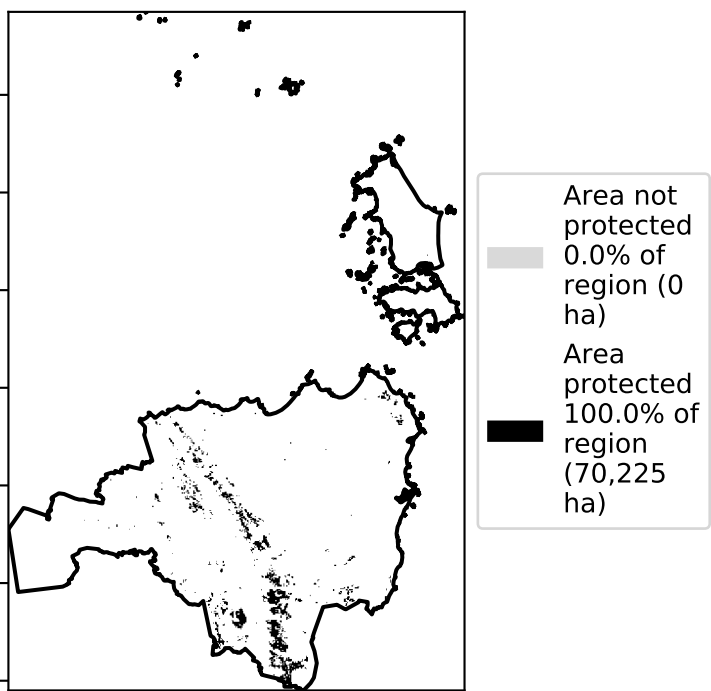 Area not
protected
0.0% of
region (0
ha)
Area
protected
100.0% of
region
(70,225
ha)